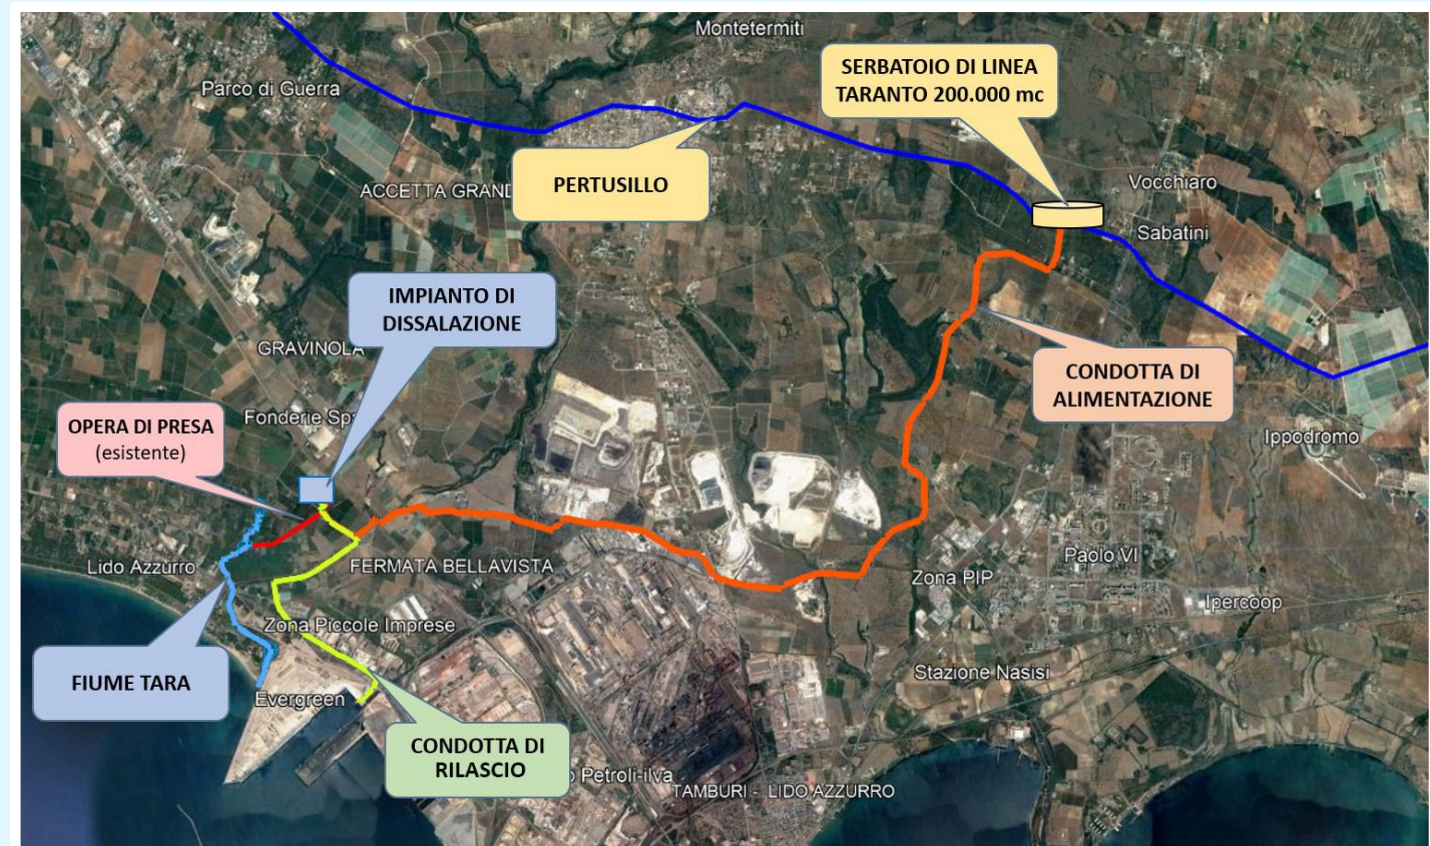 Montetermiti
SERBATOIO DI LINEA
TARANTO 200.000 mc
Parco di Guerra
PERTUSILLO
ACCETTA GRAND
Vocchiaro
Sabatini
IMPIANTO DI
DISSALAZIONE
GRAVINOLA
CONDOTTA DI
ALIMENTAZIONE
OPERA DI PRESA
(esistente)
Fonderie Spa
Ippodromo
Lido Azzurro
FERMATA BELLAVISTA
Paolo VI
Zona PIP
Ipercoop
Zona Piccole Imprese
Stazione Nasisi
FIUME TARA
Evergreen
CONDOTTA DI
RILASCIO
Petroli-ilva
TAMBURI - LIDO AZZURRO